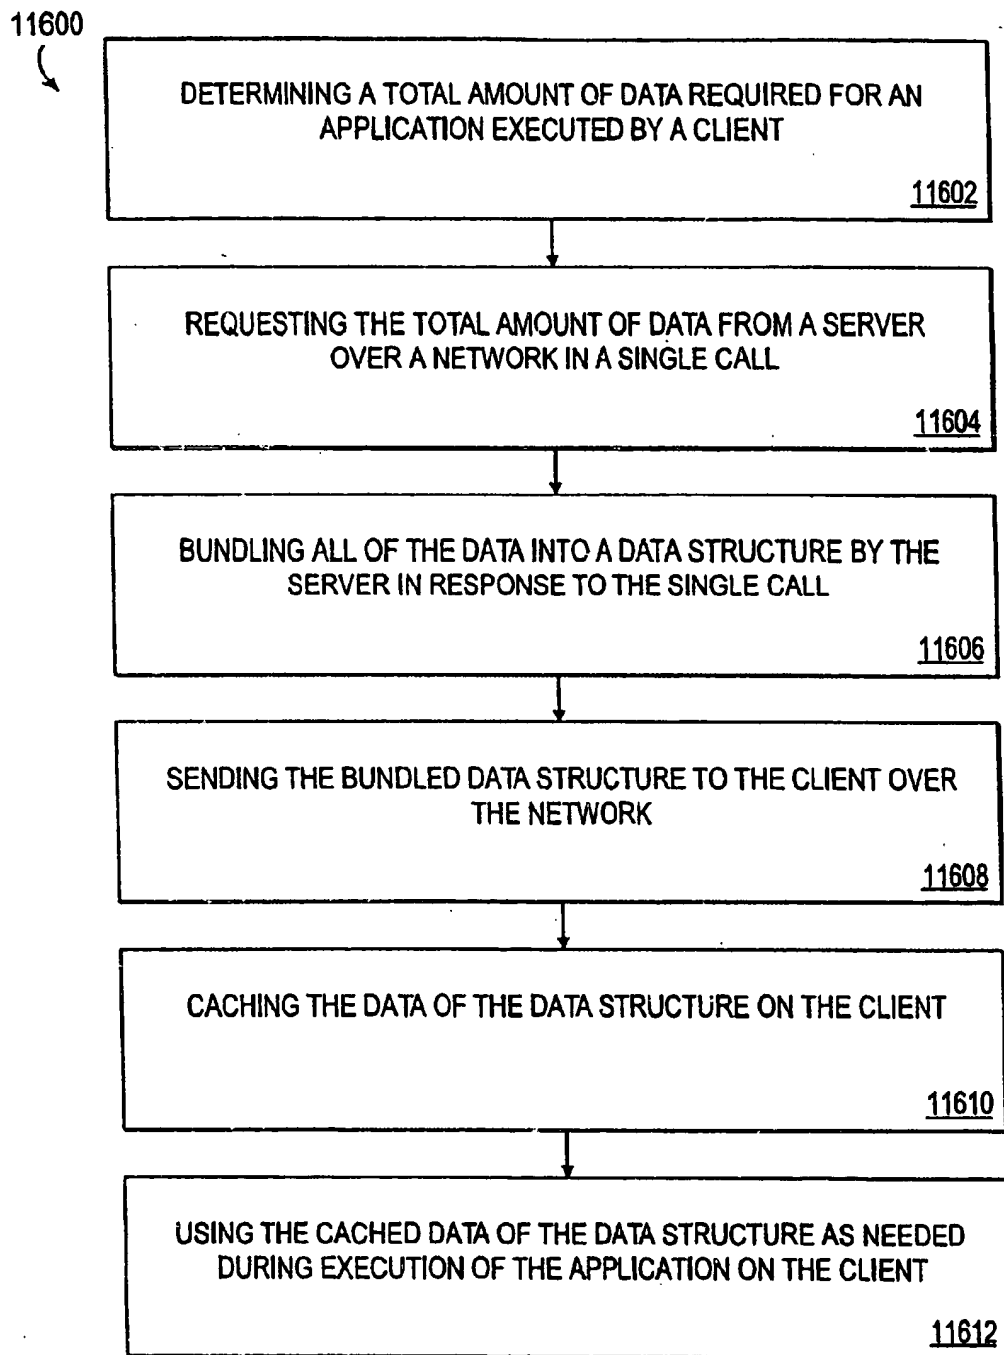 11600
DETERMINING A TOTAL AMOUNT OF DATA REQUIRED FOR AN
APPLICATION EXECUTED BY A CLIENT
11602
REQUESTING THE TOTAL AMOUNT OF DATA FROM A SERVER
OVER A NETWORK IN A SINGLE CALL
11604
BUNDLING ALL OF THE DATA INTO A DATA STRUCTURE BY THE
SERVER IN RESPONSE TO THE SINGLE CALL
11606
SENDING THE BUNDLED DATA STRUCTURE TO THE CLIENT OVER
THE NETWORK
11608
CACHING THE DATA OF THE DATA STRUCTURE ON THE CLIENT
11610
USING THE CACHED DATA OF THE DATA STRUCTURE AS NEEDED
DURING EXECUTION OF THE APPLICATION ON THE CLIENT
11612